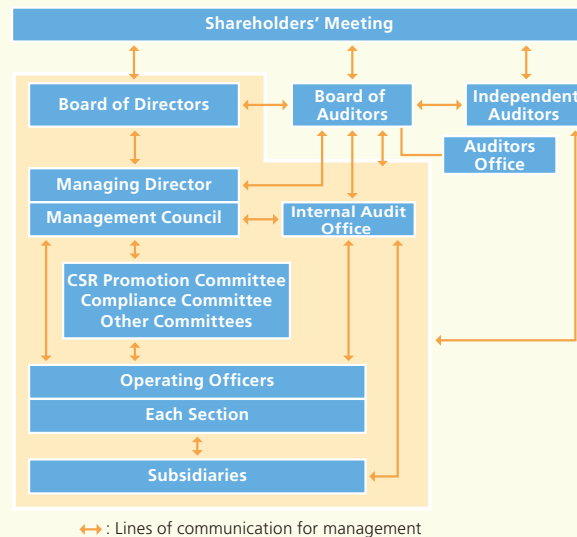 Shareholders' Meeting
Board of Directors
Board of
Auditors
Independent
Auditors
Auditors
Office
Managing Director
Management Council
Internal Audit
Office
CSR Promotion Committee
Compliance Committee
Other Committees
Operating Officers
Each Section
Subsidiaries
↔ : Lines of communication for management